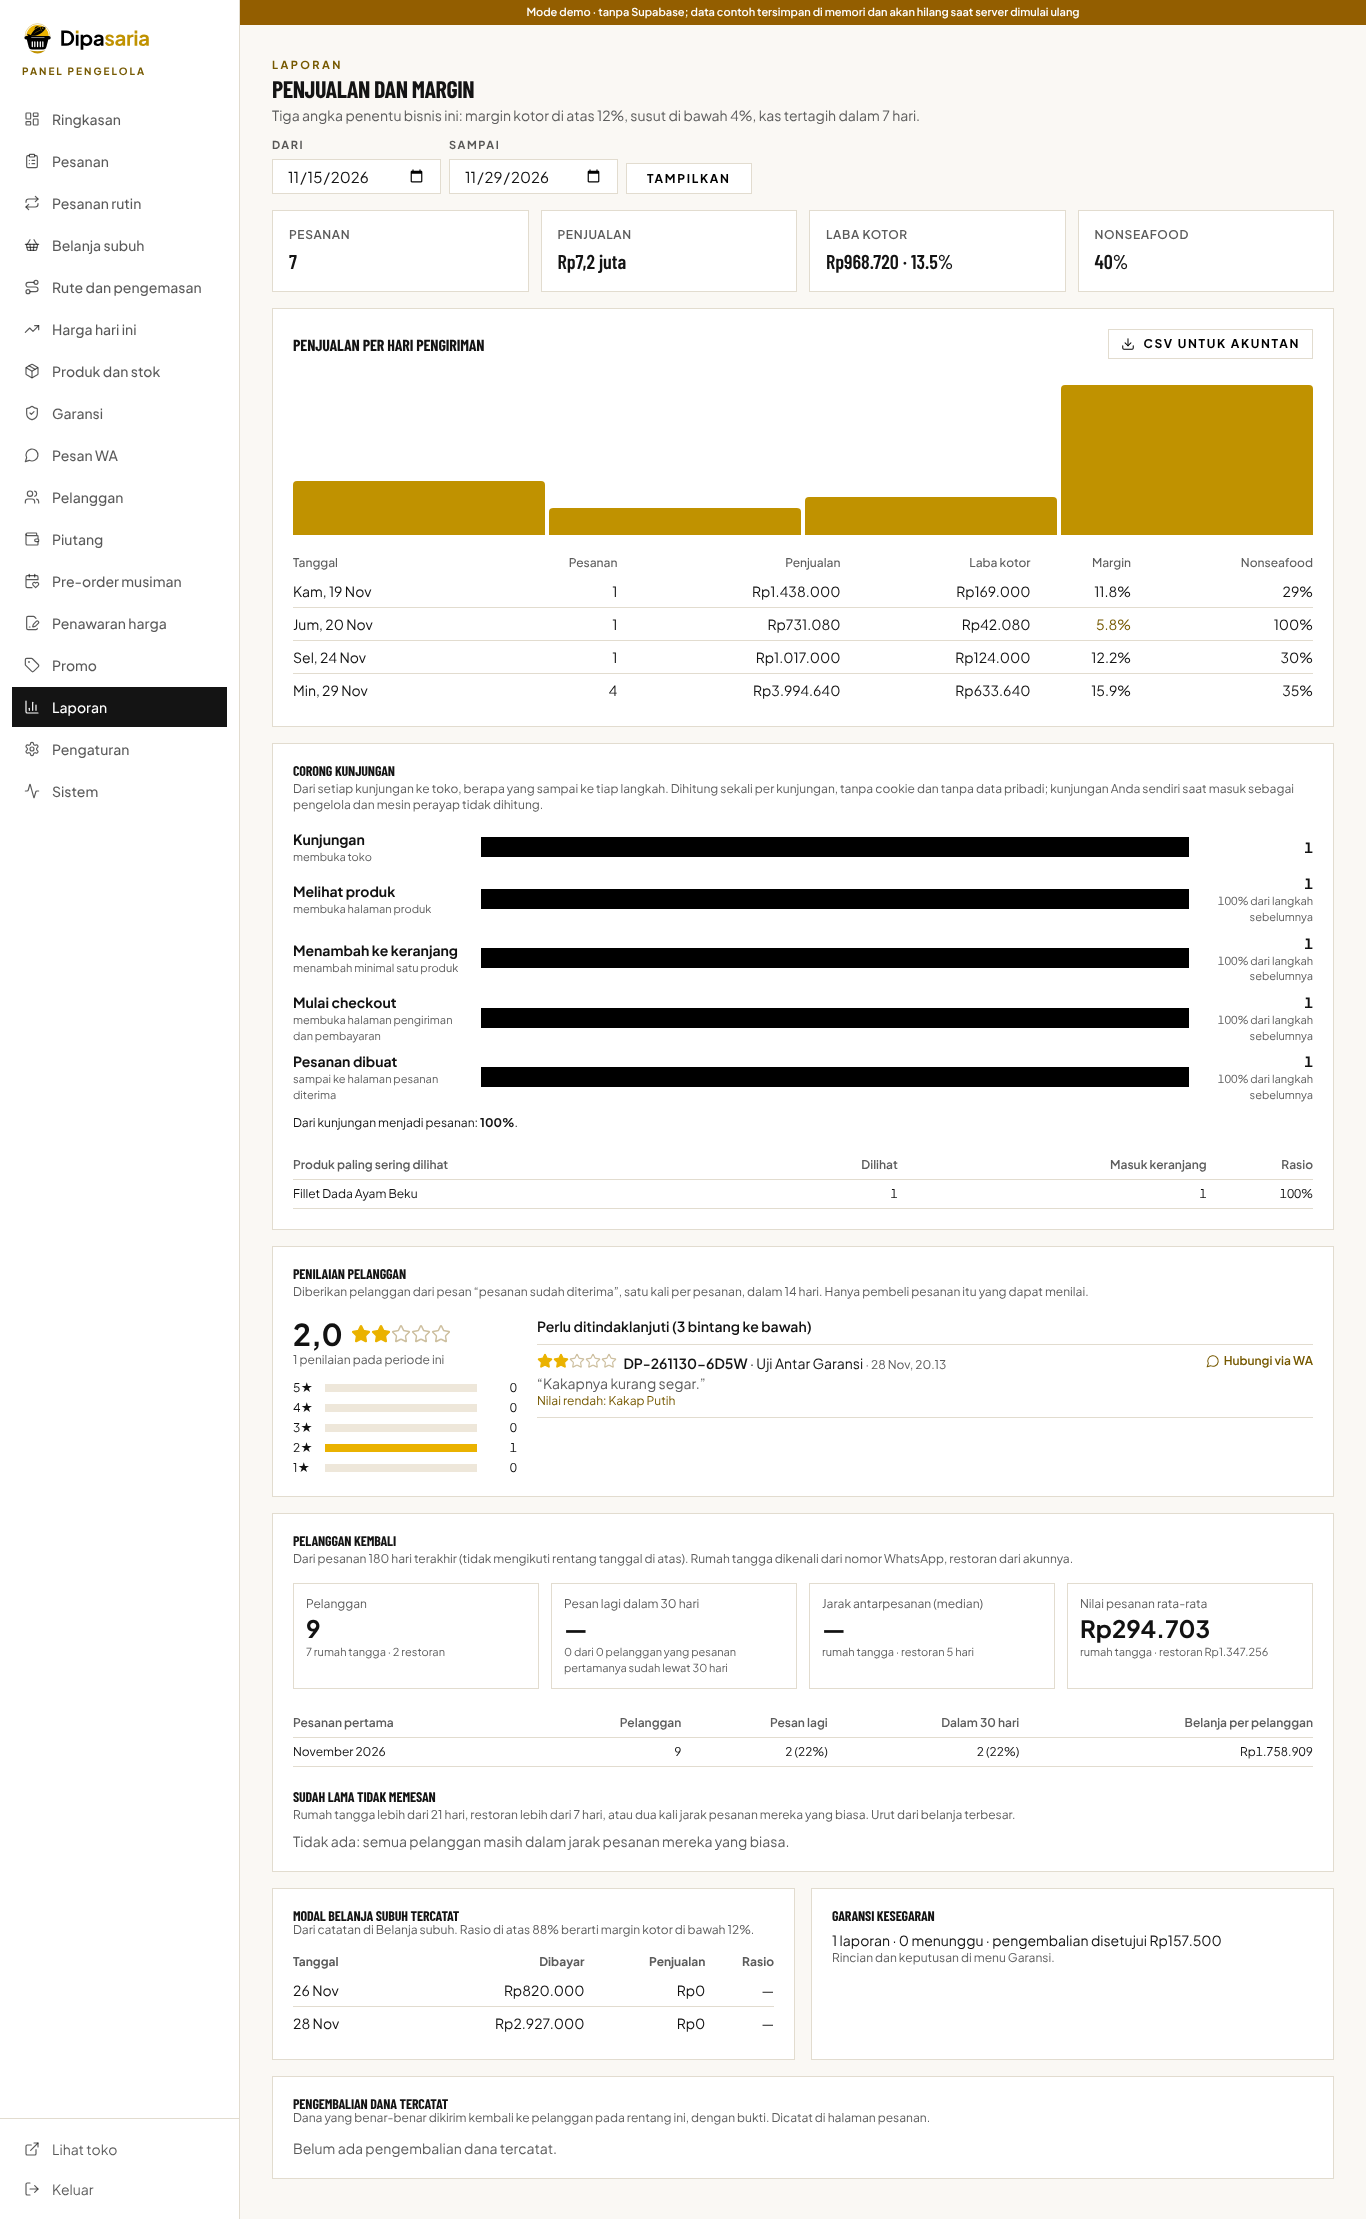 Mode demo · tanpa Supabase; data contoh tersimpan di memori dan akan hilang saat server dimulai ulang
Dipasaria
PANEL PENGELOLA
Ringkasan
Pesanan
Pesanan rutin
Belanja subuh
Rute dan pengemasan
Harga hari ini
Produk dan stok
Garansi
Pesan WA
Pelanggan
Piutang
Pre-order musiman
Penawaran harga
Promo
Laporan
Pengaturan
Sistem
Lihat toko
Keluar
LAPORAN
PENJUALAN DAN MARGIN
Tiga angka penentu bisnis ini: margin kotor di atas 12%, susut di bawah 4%, kas tertagih dalam 7 hari.
DARI SAMPAI
11/15/2026 11/29/2026 TAMPILKAN
PESANAN PENJUALAN LABA KOTOR NONSEAFOOD
7 Rp7,2 juta Rp968.720 · 13.5% 40%
PENJUALAN PER HARI PENGIRIMAN CSV UNTUK AKUNTAN
Tanggal Pesanan Penjualan Laba kotor Margin Nonseafood
Kam, 19 Nov 1 Rp1.438.000 Rp169.000 11.8% 29%
Jum, 20 Nov 1 Rp731.080 Rp42.080 5.8% 100%
Sel, 24 Nov 1 Rp1.017.000 Rp124.000 12.2% 30%
Min, 29 Nov 4 Rp3.994.640 Rp633.640 15.9% 35%
CORONG KUNJUNGAN
Dari setiap kunjungan ke toko, berapa yang sampai ke tiap langkah. Dihitung sekali per kunjungan, tanpa cookie dan tanpa data pribadi; kunjungan Anda sendiri saat masuk sebagai
pengelola dan mesin perayap tidak dihitung.
Kunjungan
membuka toko
1
Melihat produk
membuka halaman produk
1
100% dari langkah
sebelumnya
Menambah ke keranjang
menambah minimal satu produk
1
100% dari langkah
sebelumnya
Mulai checkout
membuka halaman pengiriman
dan pembayaran
1
100% dari langkah
sebelumnya
Pesanan dibuat
sampai ke halaman pesanan
diterima
1
100% dari langkah
sebelumnya
Dari kunjungan menjadi pesanan: 100%.
Produk paling sering dilihat Dilihat Masuk keranjang Rasio
Fillet Dada Ayam Beku 1 1 100%
PENILAIAN PELANGGAN
Diberikan pelanggan dari pesan “pesanan sudah diterima”, satu kali per pesanan, dalam 14 hari. Hanya pembeli pesanan itu yang dapat menilai.
2,0
1 penilaian pada periode ini
5★ 0
4★ 0
3★ 0
2★ 1
1★ 0
Perlu ditindaklanjuti (3 bintang ke bawah)
DP-261130-6D5W · Uji Antar Garansi · 28 Nov, 20.13 Hubungi via WA
“Kakapnya kurang segar.”
Nilai rendah: Kakap Putih
PELANGGAN KEMBALI
Dari pesanan 180 hari terakhir (tidak mengikuti rentang tanggal di atas). Rumah tangga dikenali dari nomor WhatsApp, restoran dari akunnya.
Pelanggan
9
7 rumah tangga · 2 restoran
Pesan lagi dalam 30 hari
—
0 dari 0 pelanggan yang pesanan
pertamanya sudah lewat 30 hari
Jarak antarpesanan (median)
—
rumah tangga · restoran 5 hari
Nilai pesanan rata-rata
Rp294.703
rumah tangga · restoran Rp1.347.256
Pesanan pertama Pelanggan Pesan lagi Dalam 30 hari Belanja per pelanggan
November 2026 9 2 (22%) 2 (22%) Rp1.758.909
SUDAH LAMA TIDAK MEMESAN
Rumah tangga lebih dari 21 hari, restoran lebih dari 7 hari, atau dua kali jarak pesanan mereka yang biasa. Urut dari belanja terbesar.
Tidak ada: semua pelanggan masih dalam jarak pesanan mereka yang biasa.
MODAL BELANJA SUBUH TERCATAT
Dari catatan di Belanja subuh. Rasio di atas 88% berarti margin kotor di bawah 12%.
Tanggal Dibayar Penjualan Rasio
26 Nov Rp820.000 Rp0 —
28 Nov Rp2.927.000 Rp0 —
GARANSI KESEGARAN
1 laporan · 0 menunggu · pengembalian disetujui Rp157.500
Rincian dan keputusan di menu Garansi.
PENGEMBALIAN DANA TERCATAT
Dana yang benar-benar dikirim kembali ke pelanggan pada rentang ini, dengan bukti. Dicatat di halaman pesanan.
Belum ada pengembalian dana tercatat.